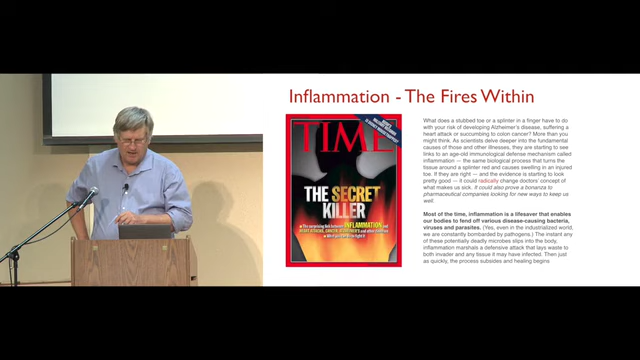 Inflammation - The Fires Within
TIME
THE SECRET
KILLER
INFLAMMATION
What does a stubbed toe or a splinter in a finger have to do
with your risk of developing Alzheimer's disease, suffering a
heart attack or succumbing to colon cancer? More than you
might think. As scientists delve deeper into the fundamental
causes of those and other illnesses, they are starting to see
links to an age-old immunological defense mechanism called
inflammation — the same biological process that turns the
tissue around a splinter red and causes swelling in an injured
toe. If they are right — and the evidence is starting to look
pretty good — it could radically change doctors' concept of
what makes us sick. It could also prove a bonanza to
pharmaceutical companies looking for new ways to keep us
well.
Most of the time, inflammation is a lifesaver that enables
our bodies to fend off various disease-causing bacteria,
viruses and parasites. (Yes, even in the industrialized world,
we are constantly bombarded by pathogens.) The instant any
of these potentially deadly microbes slips into the body,
inflammation marshals a defensive attack that lays waste to
both invader and any tissue it may have infected. Then just
as quickly, the process subsides and healing begins